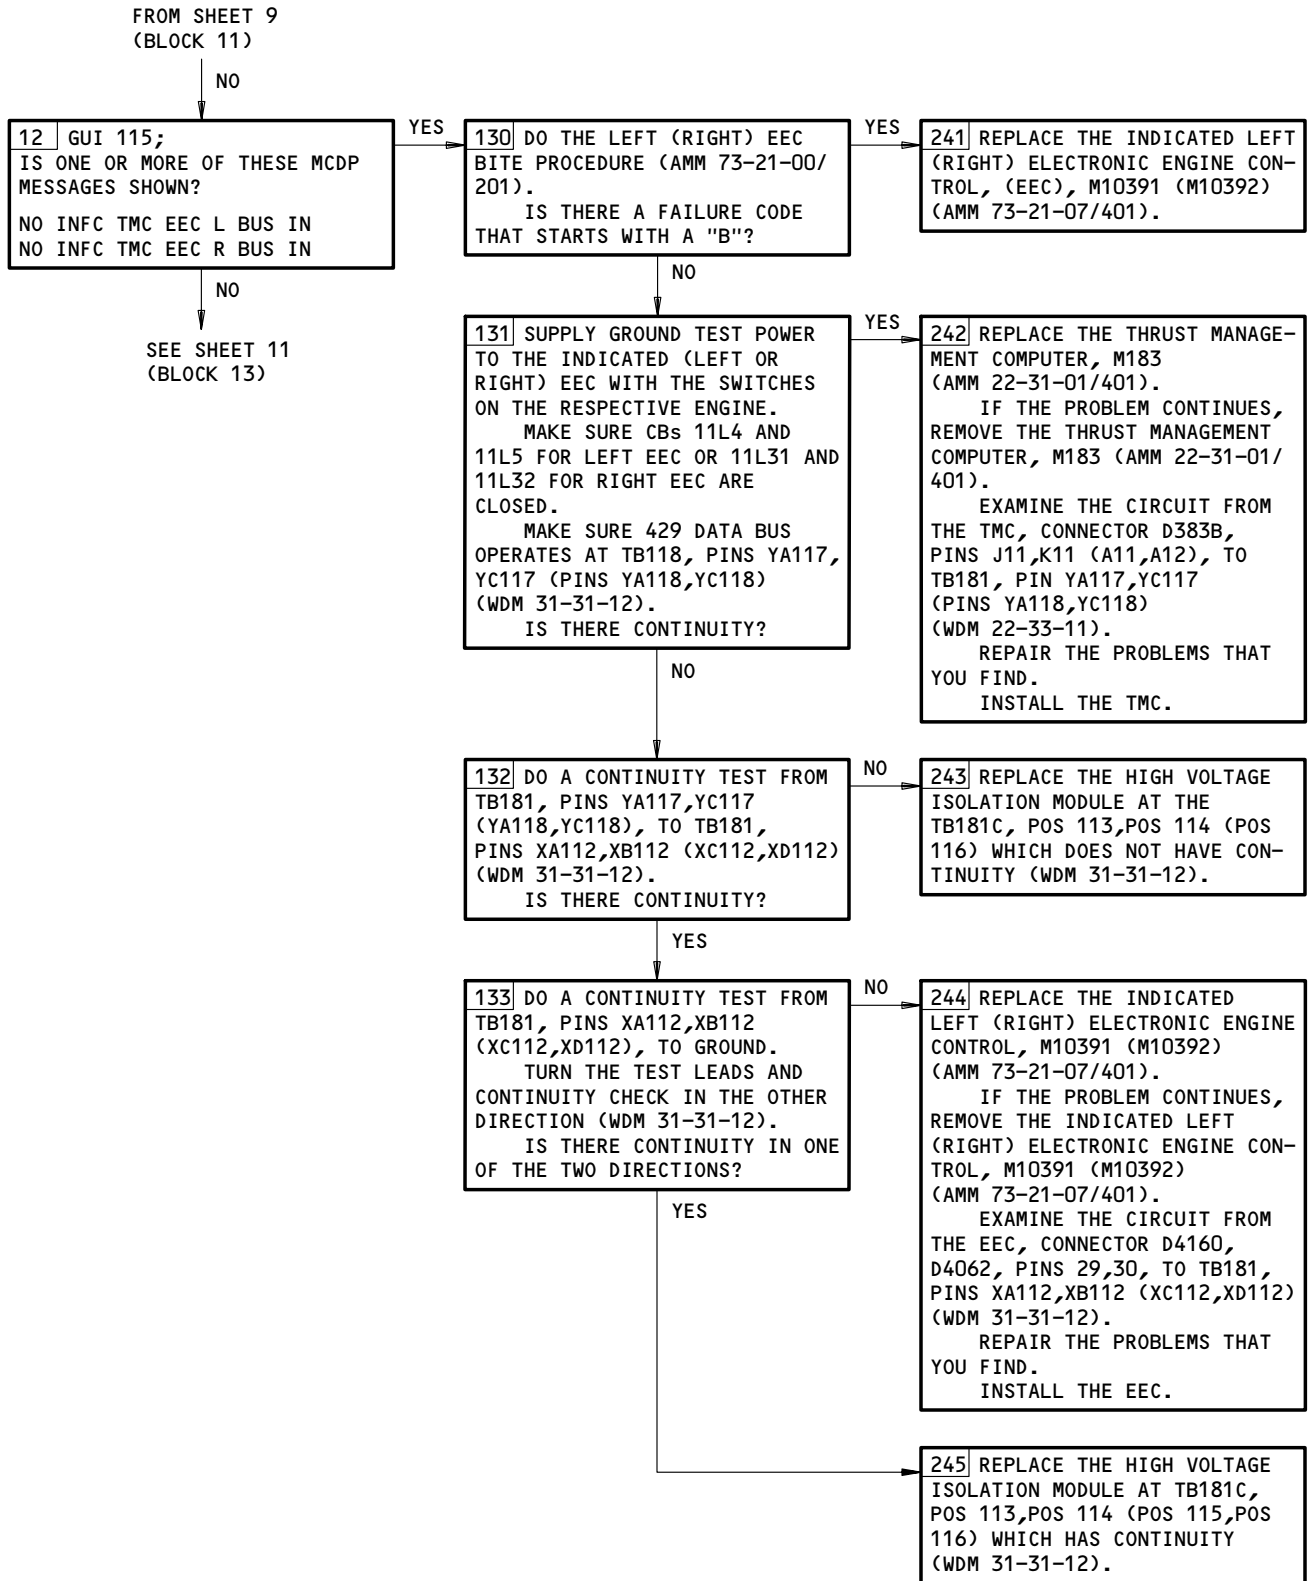 FROM SHEET 9
(BLOCK 11)
NO
12 GUI 115;
IS ONE OR MORE OF THESE MCDP
MESSAGES SHOWN?
NO INFC TMC EEC L BUS IN
NO INFC TMC EEC R BUS IN
NO
SEE SHEET 11
(BLOCK 13)
YES
130 DO THE LEFT (RIGHT) EEC
BITE PROCEDURE (AMM 73-21-00/
201).
IS THERE A FAILURE CODE
THAT STARTS WITH A "B"?
YES
241 REPLACE THE INDICATED LEFT
(RIGHT) ELECTRONIC ENGINE CON-
TROL, (EEC), M10391 (M10392)
(AMM 73-21-07/401).
NO
131 SUPPLY GROUND TEST POWER
TO THE INDICATED (LEFT OR
RIGHT) EEC WITH THE SWITCHES
ON THE RESPECTIVE ENGINE.
MAKE SURE CBs 11L4 AND
11L5 FOR LEFT EEC OR 11L31 AND
11L32 FOR RIGHT EEC ARE
CLOSED.
MAKE SURE 429 DATA BUS
OPERATES AT TB118, PINS YA117,
YC117 (PINS YA118,YC118)
(WDM 31-31-12).
IS THERE CONTINUITY?
YES
242 REPLACE THE THRUST MANAGE-
MENT COMPUTER, M183
(AMM 22-31-01/401).
IF THE PROBLEM CONTINUES,
REMOVE THE THRUST MANAGEMENT
COMPUTER, M183 (AMM 22-31-01/
401).
EXAMINE THE CIRCUIT FROM
THE TMC, CONNECTOR D383B,
PINS J11,K11 (A11,A12), TO
TB181, PIN YA117,YC117
(PINS YA118,YC118)
(WDM 22-33-11).
REPAIR THE PROBLEMS THAT
YOU FIND.
INSTALL THE TMC.
NO
132 DO A CONTINUITY TEST FROM
TB181, PINS YA117,YC117
(YA118,YC118), TO TB181,
PINS XA112,XB112 (XC112,XD112)
(WDM 31-31-12).
IS THERE CONTINUITY?
NO
243 REPLACE THE HIGH VOLTAGE
ISOLATION MODULE AT THE
TB181C, POS 113,POS 114 (POS
116) WHICH DOES NOT HAVE CON-
TINUITY (WDM 31-31-12).
YES
133 DO A CONTINUITY TEST FROM
TB181, PINS XA112,XB112
(XC112,XD112), TO GROUND.
TURN THE TEST LEADS AND
CONTINUITY CHECK IN THE OTHER
DIRECTION (WDM 31-31-12).
IS THERE CONTINUITY IN ONE
OF THE TWO DIRECTIONS?
NO
244 REPLACE THE INDICATED
LEFT (RIGHT) ELECTRONIC ENGINE
CONTROL, M10391 (M10392)
(AMM 73-21-07/401).
IF THE PROBLEM CONTINUES,
REMOVE THE INDICATED LEFT
(RIGHT) ELECTRONIC ENGINE CON-
TROL, M10391 (M10392)
(AMM 73-21-07/401).
EXAMINE THE CIRCUIT FROM
THE EEC, CONNECTOR D4160,
D4062, PINS 29,30, TO TB181,
PINS XA112,XB112 (XC112,XD112)
(WDM 31-31-12).
REPAIR THE PROBLEMS THAT
YOU FIND.
INSTALL THE EEC.
YES
245 REPLACE THE HIGH VOLTAGE
ISOLATION MODULE AT TB181C,
POS 113,POS 114 (POS 115,POS
116) WHICH HAS CONTINUITY
(WDM 31-31-12).